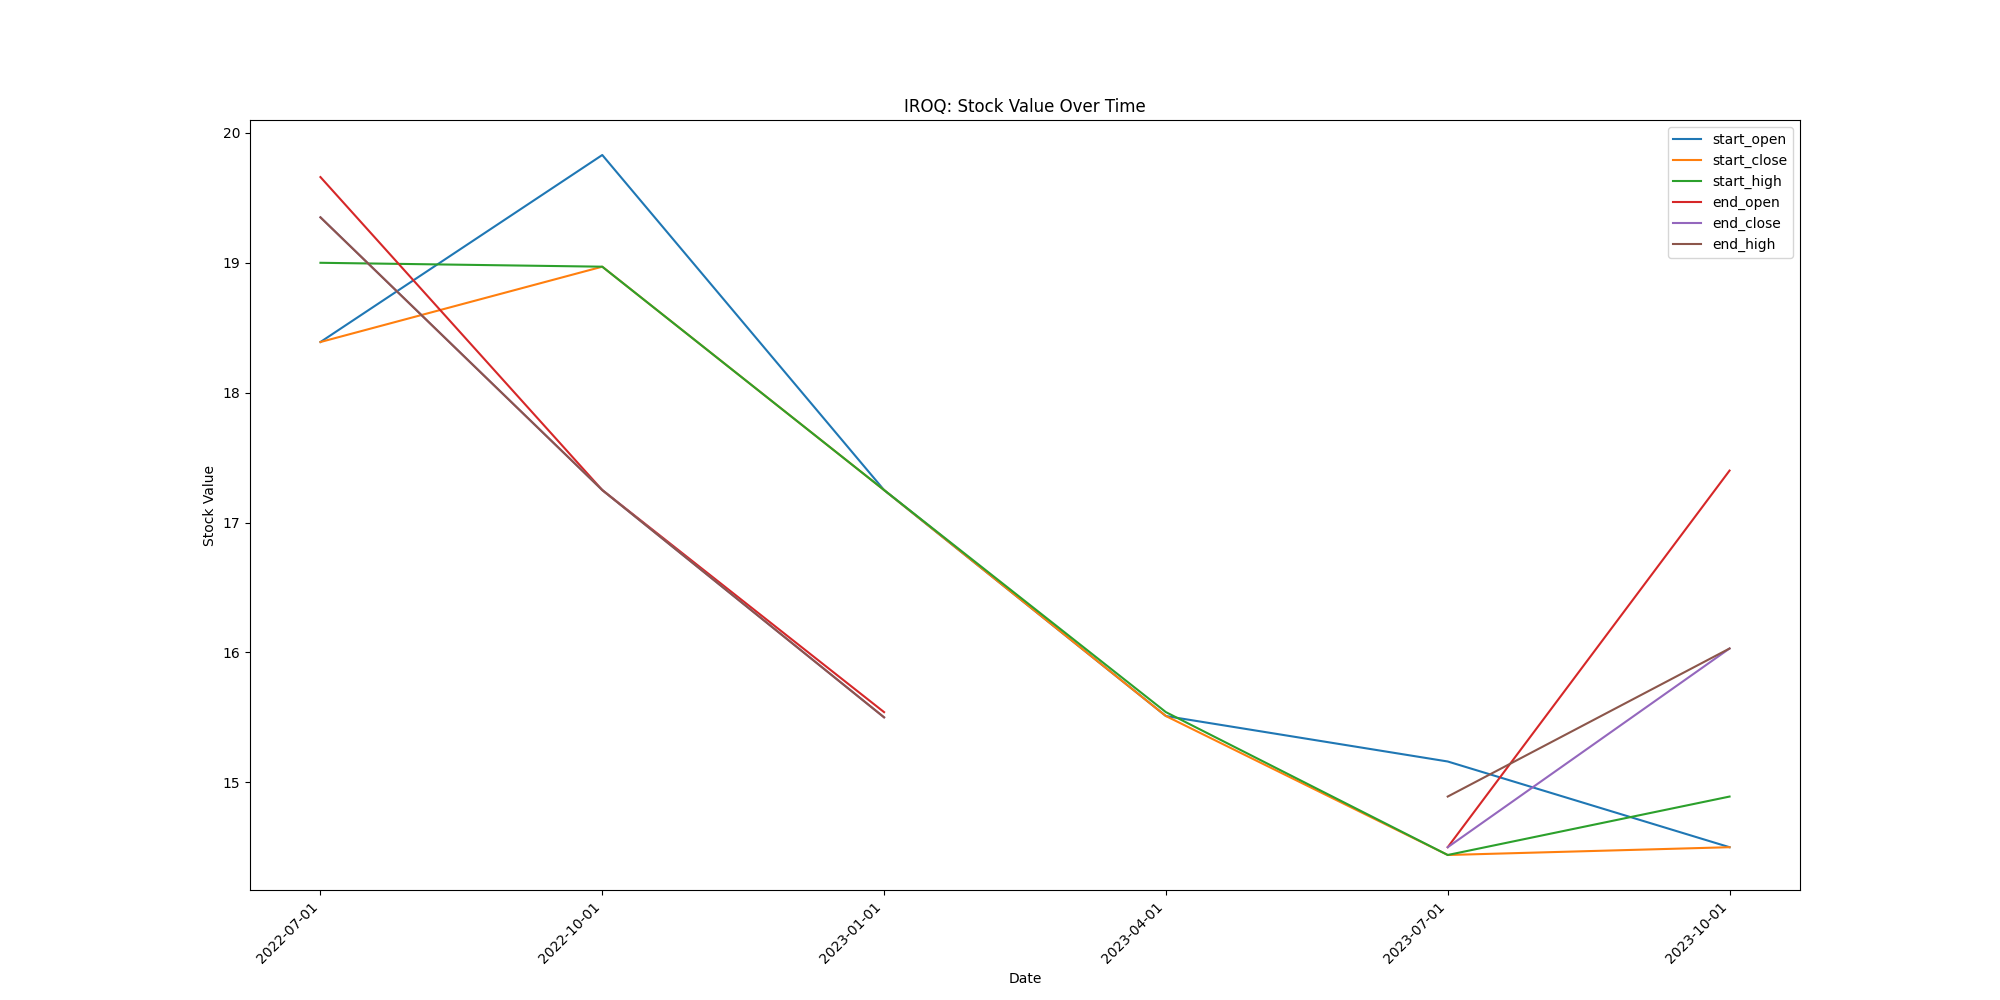 IROQ: Stock Value Over Time
start_open
start_close
start_high
end_open
end_close
end_high
Stock Value
20
19
18
17
16
15
2022-07-01
2022-10-01
2023-01-01
2023-04-01
2023-07-01
2023-10-01
Date